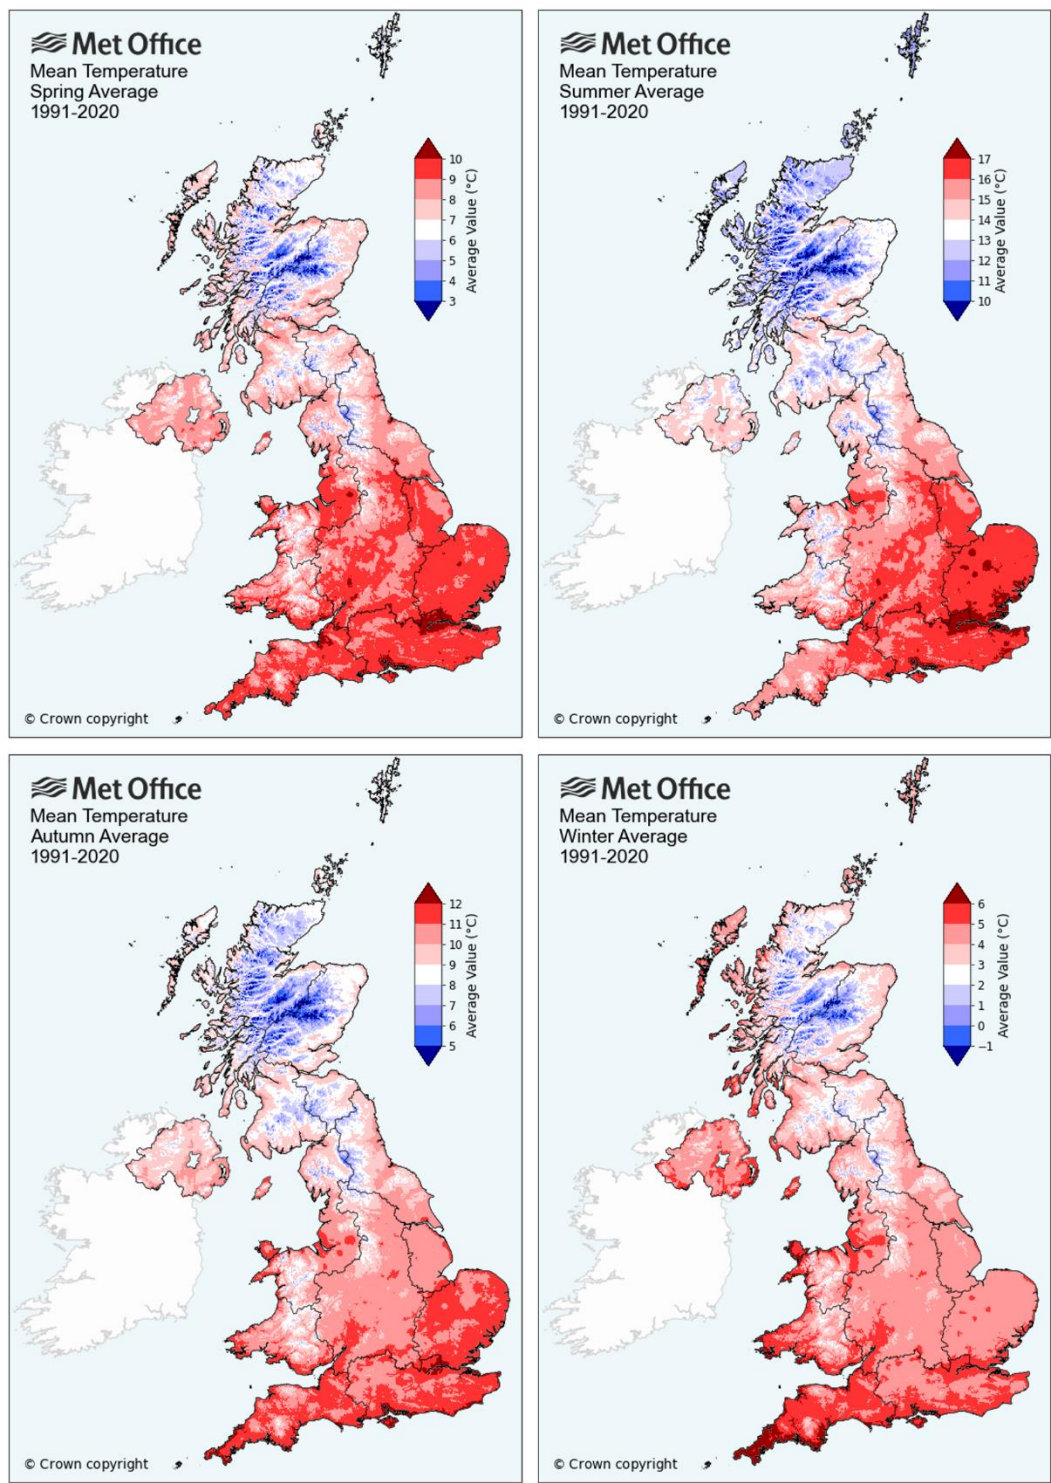 Met Office
Mean Temperature
Spring Average
1991-2020
10
9
8
7
6
5
4
3
Average Value (°C)
© Crown copyright
Met Office
Mean Temperature
Summer Average
1991-2020
17
16
15
14
13
12
11
10
Average Value (°C)
© Crown copyright
Met Office
Mean Temperature
Autumn Average
1991-2020
12
11
10
9
8
7
6
5
Average Value (°C)
© Crown copyright
Met Office
Mean Temperature
Winter Average
1991-2020
6
5
4
3
2
1
0
−1
Average Value (°C)
© Crown copyright